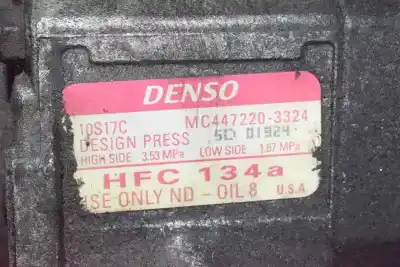 DENSO
10S17C MC447220-3324
DESIGN PRESS 5D 01924
HIGH SIDE 3.53 MPa LOW SIDE 1.67 MPa
HFC 134a
USE ONLY ND-OIL 8 U.S.A